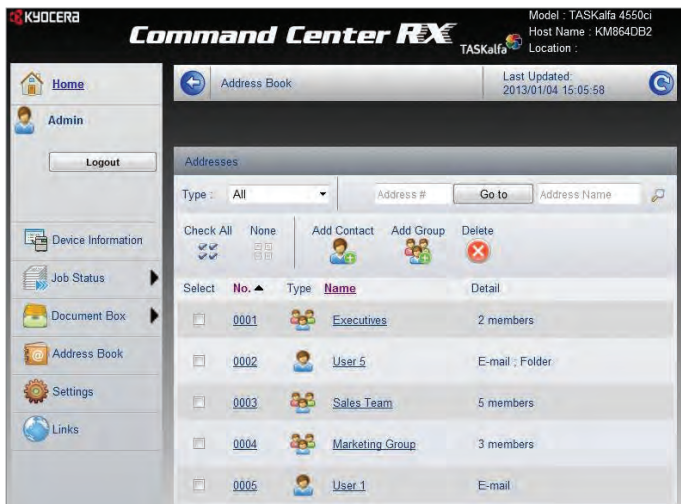 KYOCERA
Command Center RX
TASKalfa
Model : TASKalfa 4550ci
Host Name : KM864DB2
Location :
Home
Admin
Logout
Device Information
Job Status
Document Box
Address Book
Settings
Links
Address Book
Last Updated:
2013/01/04 15:05:58
Addresses
Type : All Address # Go to Address Name
Check All None Add Contact Add Group Delete
Select No. Type Name Detail
0001 Executives 2 members
0002 User 5 E-mail ; Folder
0003 Sales Team 5 members
0004 Marketing Group 3 members
0005 User 1 E-mail